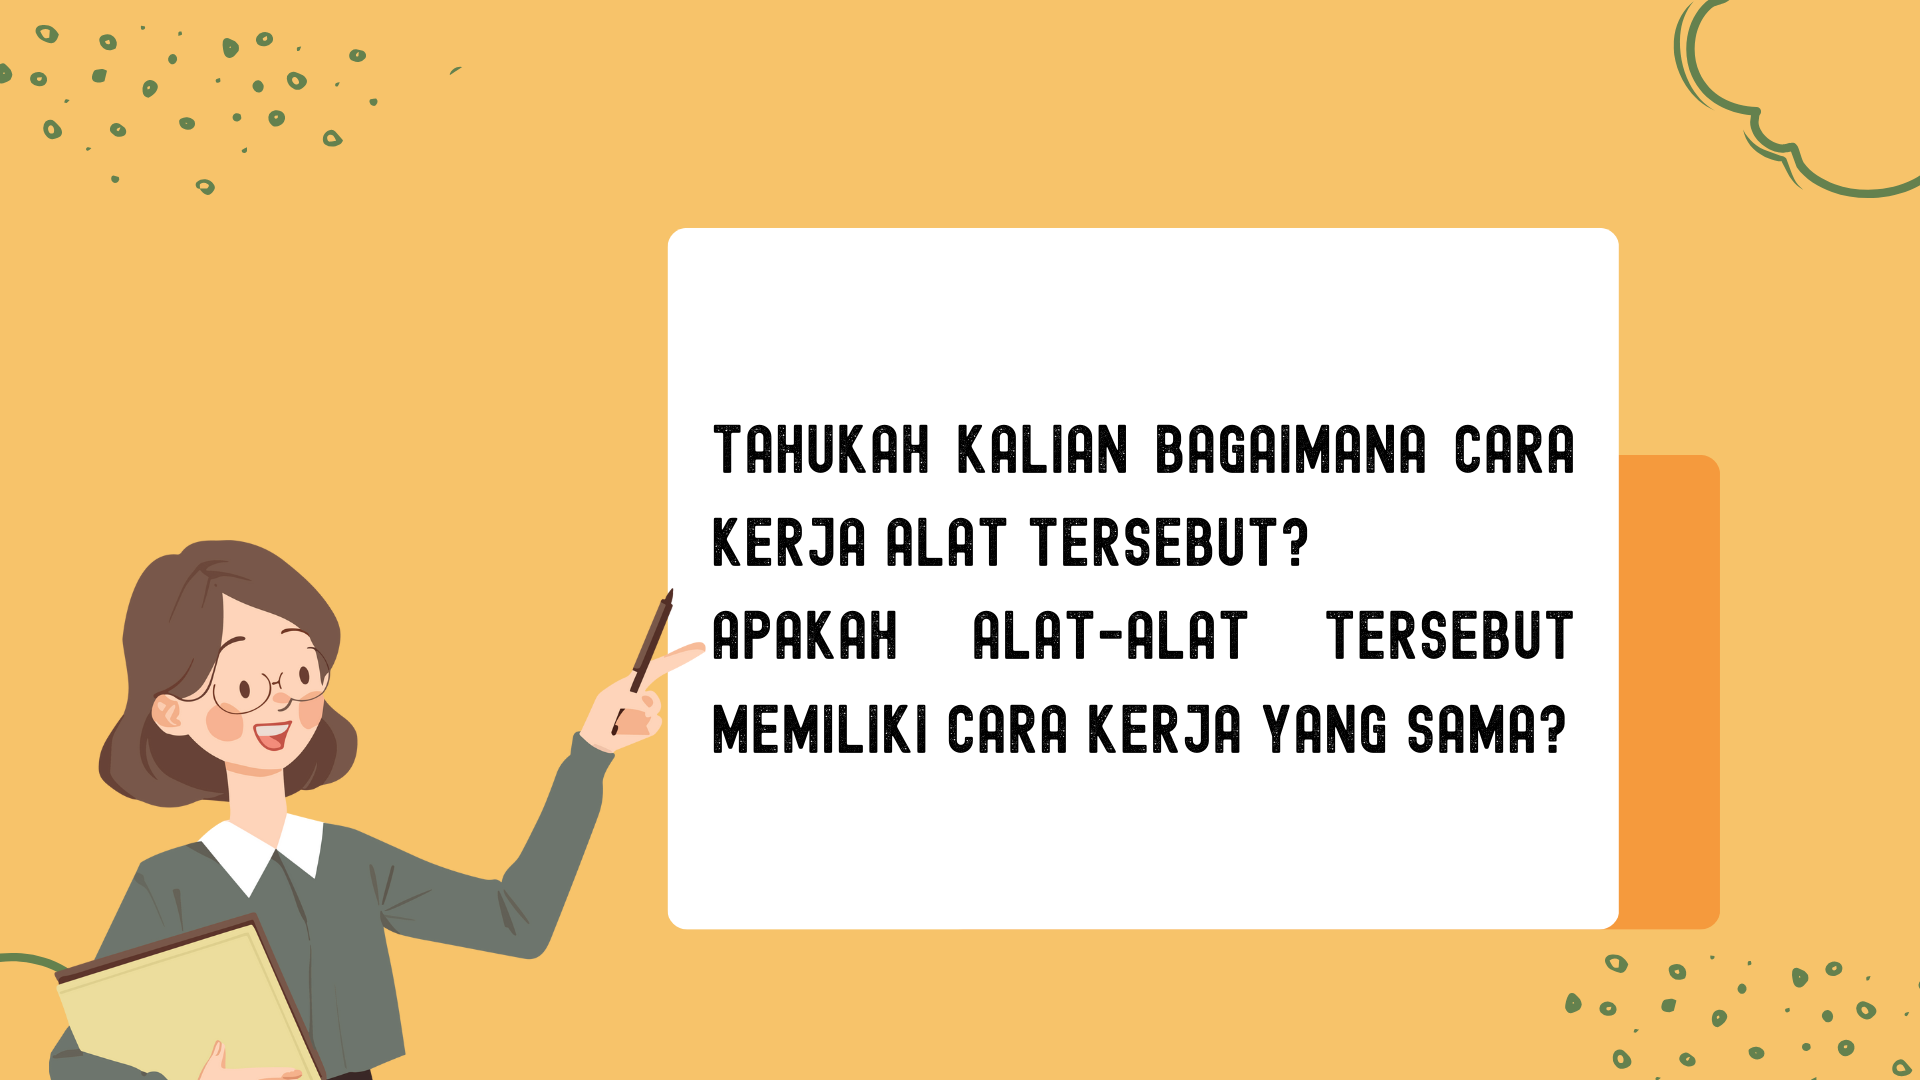 TAHUKAH KALIAN BAGAIMANA CARA
KERJA ALAT TERSEBUT?
APAKAH ALAT-ALAT TERSEBUT
MEMILIKI CARA KERJA YANG SAMA?